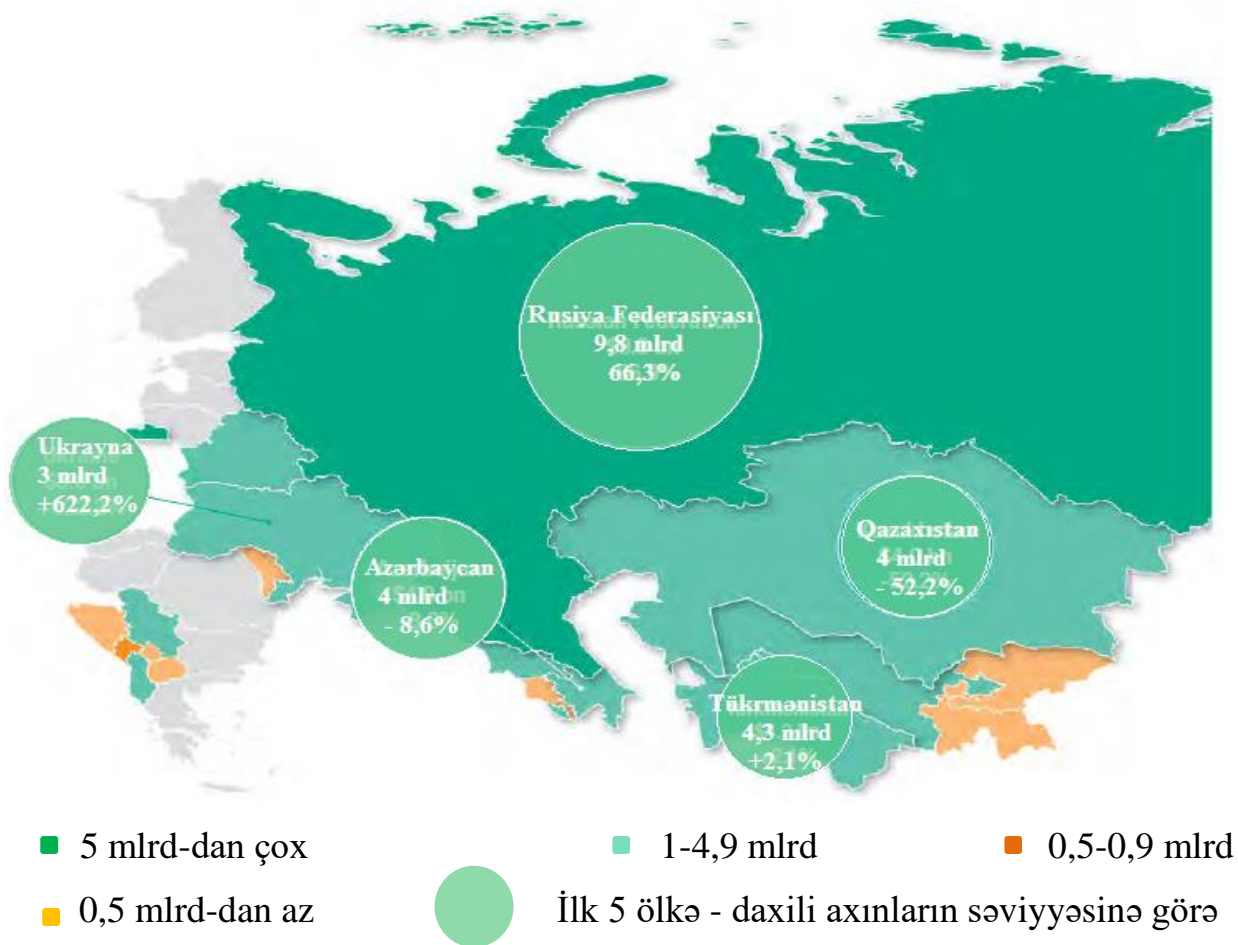 Rusiya Federasiyası
9,8 mlrd
66,3%
Ukrayna
3 mlrd
+622,2%
Azərbaycan
4 mlrd
- 8,6%
Qazaxıstan
4 mlrd
- 52,2%
Tükrmənistan
4,3 mlrd
+2,1%
5 mlrd-dan çox
1-4,9 mlrd
0,5-0,9 mlrd
0,5 mlrd-dan az
İlk 5 ölkə - daxili axınların səviyyəsinə görə